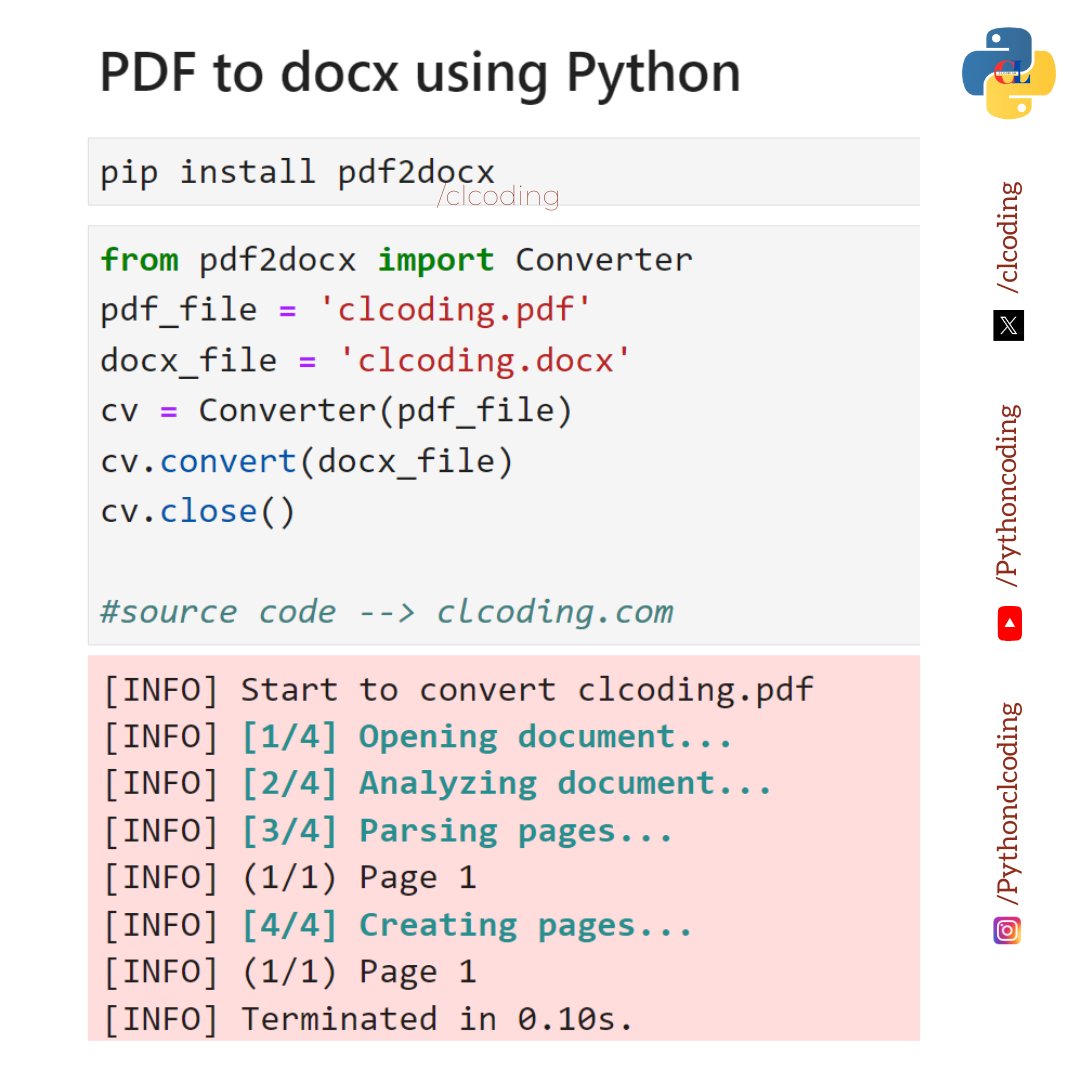 PDF to docx using Python
pip install pdf2docx
/clcoding
from pdf2docx import Converter
pdf_file = 'clcoding.pdf'
docx_file = 'clcoding.docx'
cv = Converter(pdf_file)
cv.convert(docx_file)
cv.close()
#source code --> clcoding.com
[INFO] Start to convert clcoding.pdf
[INFO] [1/4] Opening document...
[INFO] [2/4] Analyzing document...
[INFO] [3/4] Parsing pages...
[INFO] (1/1) Page 1
[INFO] [4/4] Creating pages...
[INFO] (1/1) Page 1
[INFO] Terminated in 0.10s.
CL
/clcoding
/Pythoncoding
/Pythonclcoding